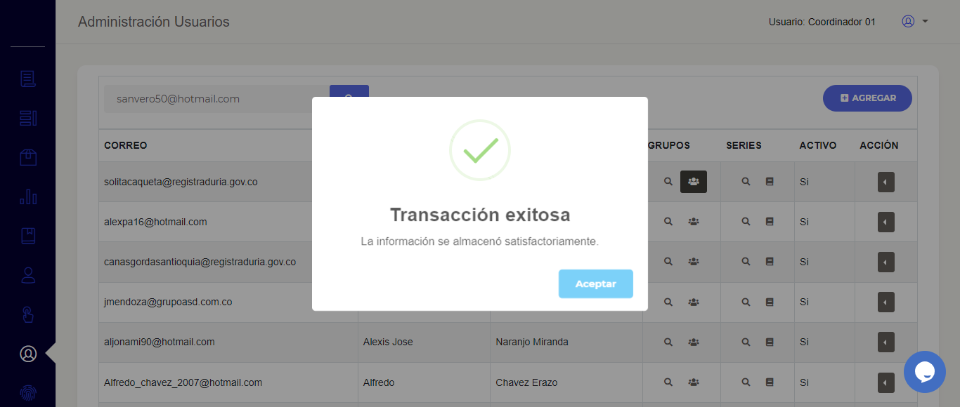 Administración Usuarios
Usuario: Coordinador 01
sanvero50@hotmail.com
AGREGAR
CORREO GRUPOS SERIES ACTIVO ACCIÓN
solitacaqueta@registraduria.gov.co Si
alexpa16@hotmail.com Si
canasgordasantioquia@registraduria.gov.co Si
jmendoza@grupoasd.com.co Si
aljonami90@hotmail.com Alexis Jose Naranjo Miranda Si
Alfredo_chavez_2007@hotmail.com Alfredo Chavez Erazo Si
Transacción exitosa
La información se almacenó satisfactoriamente.
Aceptar